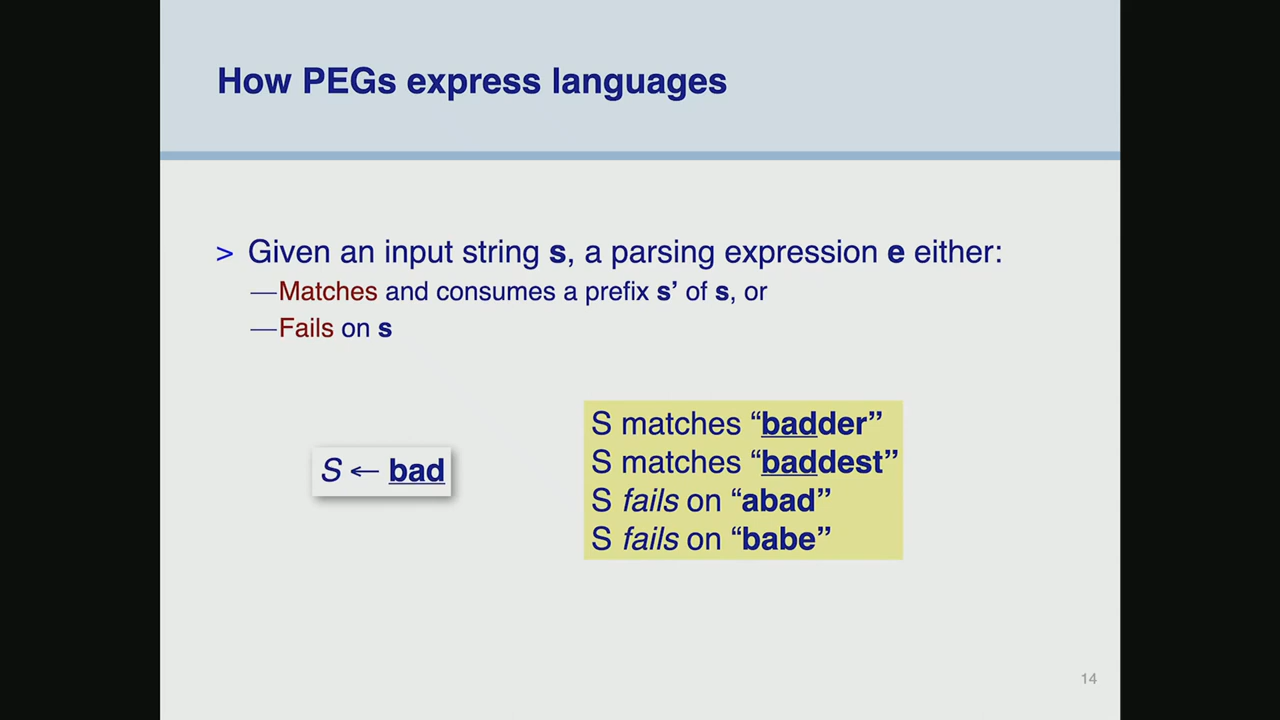 How PEGs express languages
> Given an input string s, a parsing expression e either:
—Matches and consumes a prefix s’ of s, or
—Fails on s
S ← bad
S matches “badder”
S matches “baddest”
S fails on “abad”
S fails on “babe”
14